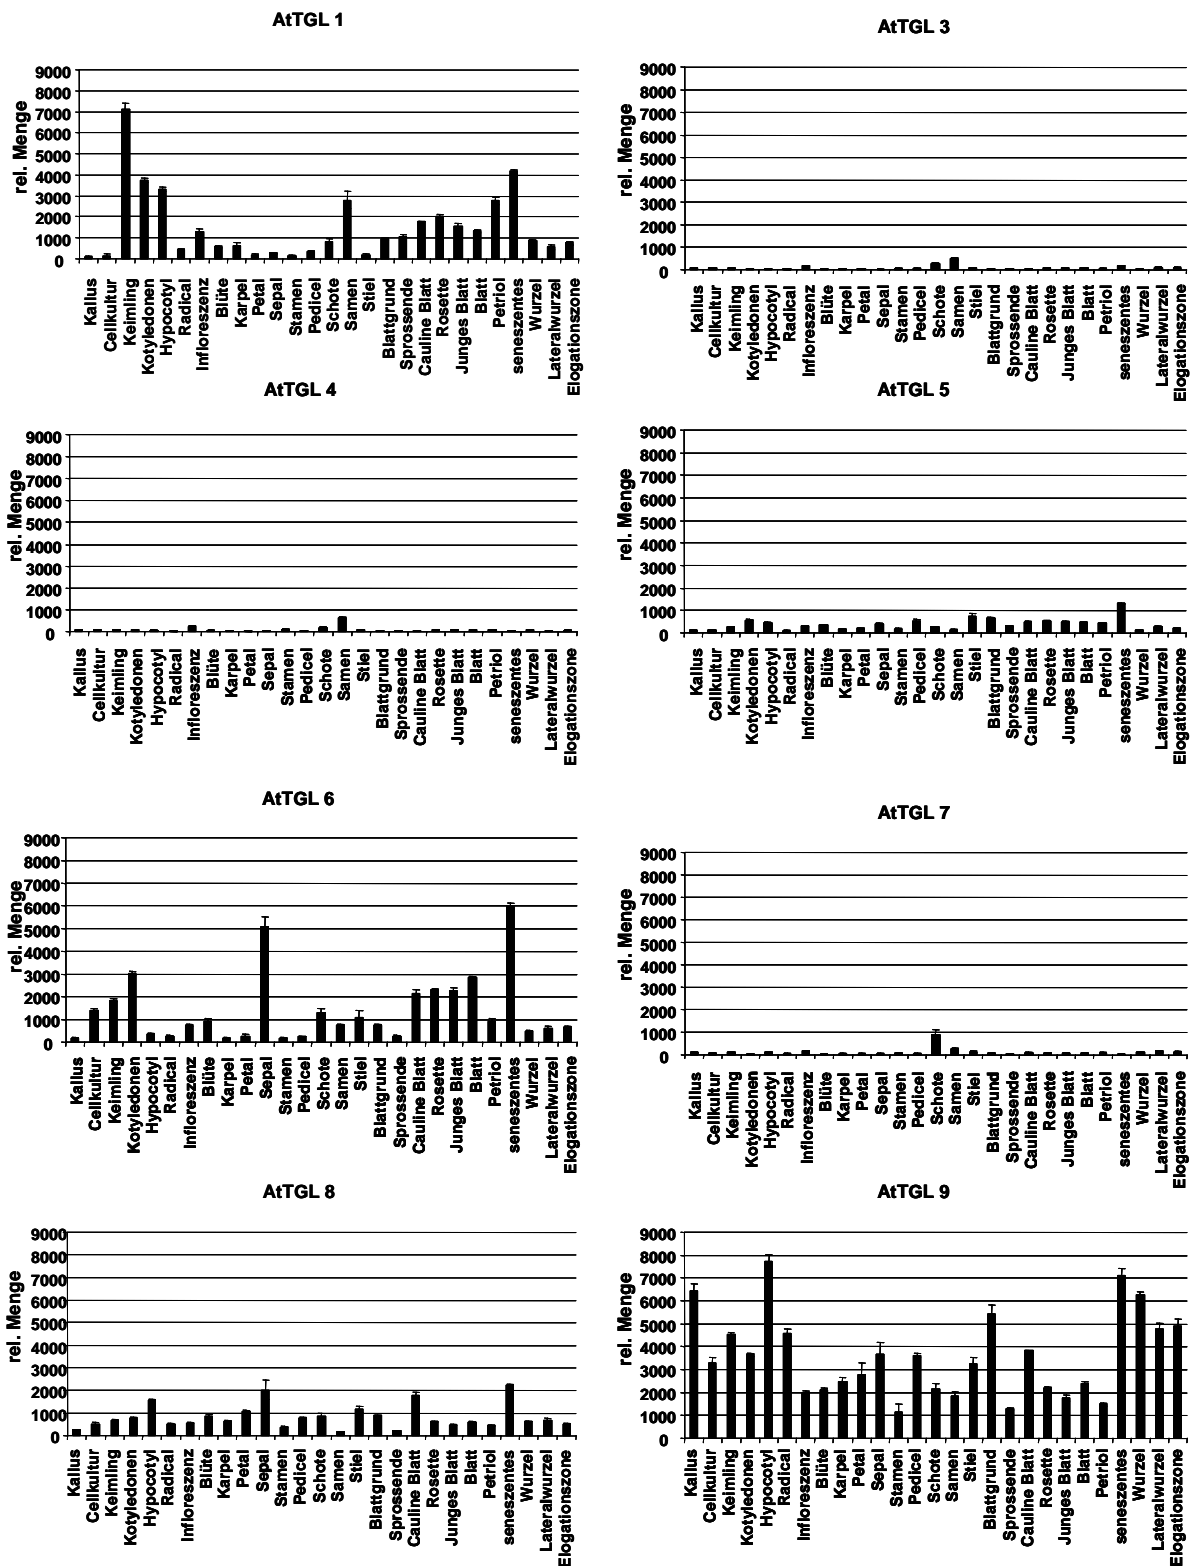 AtTGL 1
rel. Menge
9000
8000
7000
6000
5000
4000
3000
2000
1000
0
Kallus
Cellkultur
Keimling
Kotyledonen
Hypocotyl
Radical
Infloreszenz
Blüte
Karpel
Petal
Sepal
Stamen
Pedicel
Schote
Samen
Stiel
Blattgrund
Sprossende
Cauline Blatt
Rosette
Junges Blatt
Blatt
Petriol
seneszentes
Wurzel
Lateralwurzel
Elogationszone
AtTGL 3
rel. Menge
9000
8000
7000
6000
5000
4000
3000
2000
1000
0
Kallus
Cellkultur
Keimling
Kotyledonen
Hypocotyl
Radical
Infloreszenz
Blüte
Karpel
Petal
Sepal
Stamen
Pedicel
Schote
Samen
Stiel
Blattgrund
Sprossende
Cauline Blatt
Rosette
Junges Blatt
Blatt
Petriol
seneszentes
Wurzel
Lateralwurzel
Elogationszone
AtTGL 4
rel. Menge
9000
8000
7000
6000
5000
4000
3000
2000
1000
0
Kallus
Cellkultur
Keimling
Kotyledonen
Hypocotyl
Radical
Infloreszenz
Blüte
Karpel
Petal
Sepal
Stamen
Pedicel
Schote
Samen
Stiel
Blattgrund
Sprossende
Cauline Blatt
Rosette
Junges Blatt
Blatt
Petriol
seneszentes
Wurzel
Lateralwurzel
Elogationszone
AtTGL 5
rel. Menge
9000
8000
7000
6000
5000
4000
3000
2000
1000
0
Kallus
Cellkultur
Keimling
Kotyledonen
Hypocotyl
Radical
Infloreszenz
Blüte
Karpel
Petal
Sepal
Stamen
Pedicel
Schote
Samen
Stiel
Blattgrund
Sprossende
Cauline Blatt
Rosette
Junges Blatt
Blatt
Petriol
seneszentes
Wurzel
Lateralwurzel
Elogationszone
AtTGL 6
rel. Menge
9000
8000
7000
6000
5000
4000
3000
2000
1000
0
Kallus
Cellkultur
Keimling
Kotyledonen
Hypocotyl
Radical
Infloreszenz
Blüte
Karpel
Petal
Sepal
Stamen
Pedicel
Schote
Samen
Stiel
Blattgrund
Sprossende
Cauline Blatt
Rosette
Junges Blatt
Blatt
Petriol
seneszentes
Wurzel
Lateralwurzel
Elogationszone
AtTGL 7
rel. Menge
9000
8000
7000
6000
5000
4000
3000
2000
1000
0
Kallus
Cellkultur
Keimling
Kotyledonen
Hypocotyl
Radical
Infloreszenz
Blüte
Karpel
Petal
Sepal
Stamen
Pedicel
Schote
Samen
Stiel
Blattgrund
Sprossende
Cauline Blatt
Rosette
Junges Blatt
Blatt
Petriol
seneszentes
Wurzel
Lateralwurzel
Elogationszone
AtTGL 8
rel. Menge
9000
8000
7000
6000
5000
4000
3000
2000
1000
0
Kallus
Cellkultur
Keimling
Kotyledonen
Hypocotyl
Radical
Infloreszenz
Blüte
Karpel
Petal
Sepal
Stamen
Pedicel
Schote
Samen
Stiel
Blattgrund
Sprossende
Cauline Blatt
Rosette
Junges Blatt
Blatt
Petriol
seneszentes
Wurzel
Lateralwurzel
Elogationszone
AtTGL 9
rel. Menge
9000
8000
7000
6000
5000
4000
3000
2000
1000
0
Kallus
Cellkultur
Keimling
Kotyledonen
Hypocotyl
Radical
Infloreszenz
Blüte
Karpel
Petal
Sepal
Stamen
Pedicel
Schote
Samen
Stiel
Blattgrund
Sprossende
Cauline Blatt
Rosette
Junges Blatt
Blatt
Petriol
seneszentes
Wurzel
Lateralwurzel
Elogationszone